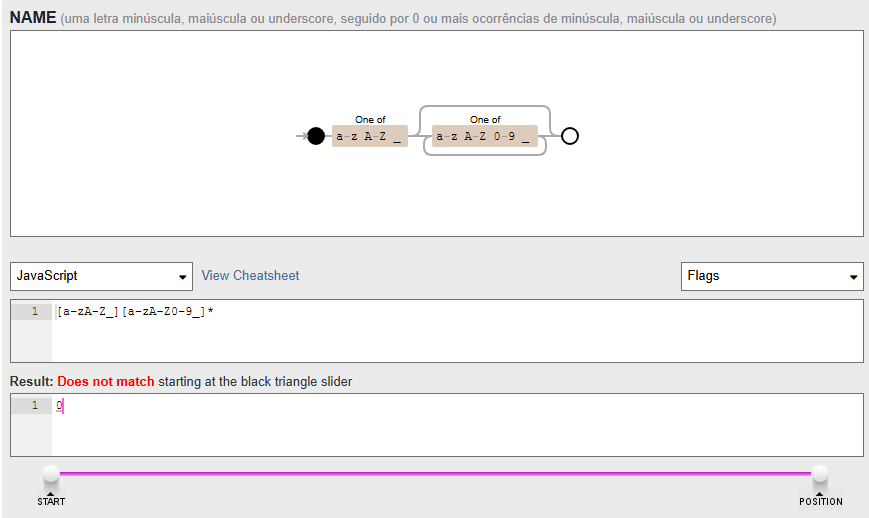 NAME (uma letra minúscula, maiúscula ou underscore, seguido por 0 ou mais ocorrências de minúscula, maiúscula ou underscore)
One of One of
a-z A-Z _ a-z A-Z 0-9 _
JavaScript View Cheatsheet Flags
1 [a-zA-Z_][a-zA-Z0-9_]*
Result: Does not match starting at the black triangle slider
1 0
START POSITION